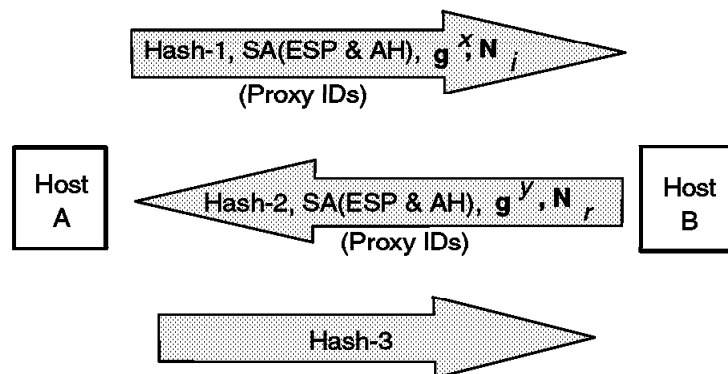 Hash-1, SA(ESP & AH), g^x, N_i
(Proxy IDs)
Host
A
Hash-2, SA(ESP & AH), g^y, N_r
(Proxy IDs)
Host
B
Hash-3